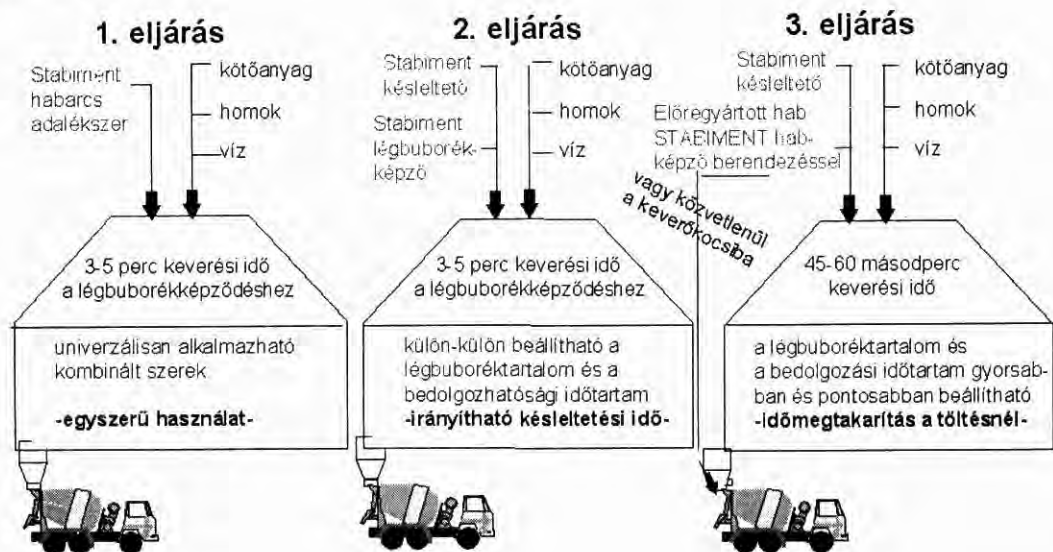 1. eljárás
Stabiment
habarcs
adalékszer
kötőanyag
homok
víz
3-5 perc keverési idő
a légbuborékképződéshez
univerzálisan alkalmazható
kombinált szerek
-egyszerű használat-
2. eljárás
Stabiment
késleltető
Stabiment
légbuborék-
képző
kötőanyag
homok
víz
3-5 perc keverési idő
a légbuborékképződéshez
külön-külön beállítható a
légbuboréktartalom és a
bedolgozhatósági időtartam
-irányítható késleltetési idő-
3. eljárás
Stabiment
késleltető
Előregyártott hab
STABIMENT hab-
képző berendezéssel
kötőanyag
homok
víz
vagy közvetlenül
a keverőkocsiba
45-60 másodperc
keverési idő
a légbuboréktartalom és
a bedolgozási időtartam gyorsab-
ban és pontosabban beállítható
-időmegtakarítás a töltésnél-